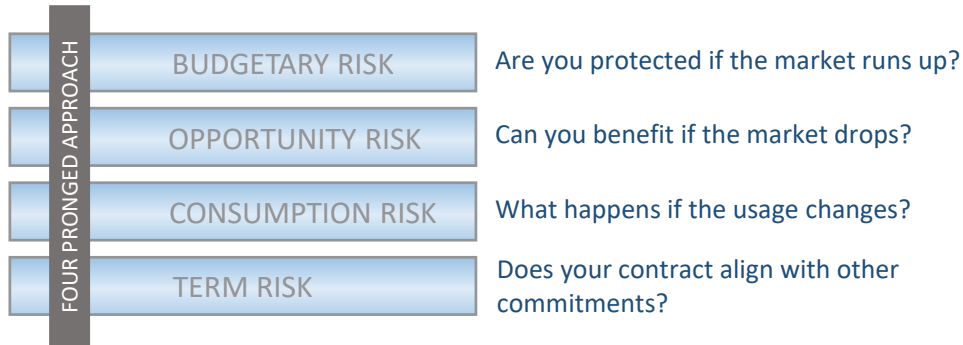 FOUR PRONGED APPROACH
BUDGETARY RISK
Are you protected if the market runs up?
OPPORTUNITY RISK
Can you benefit if the market drops?
CONSUMPTION RISK
What happens if the usage changes?
TERM RISK
Does your contract align with other
commitments?